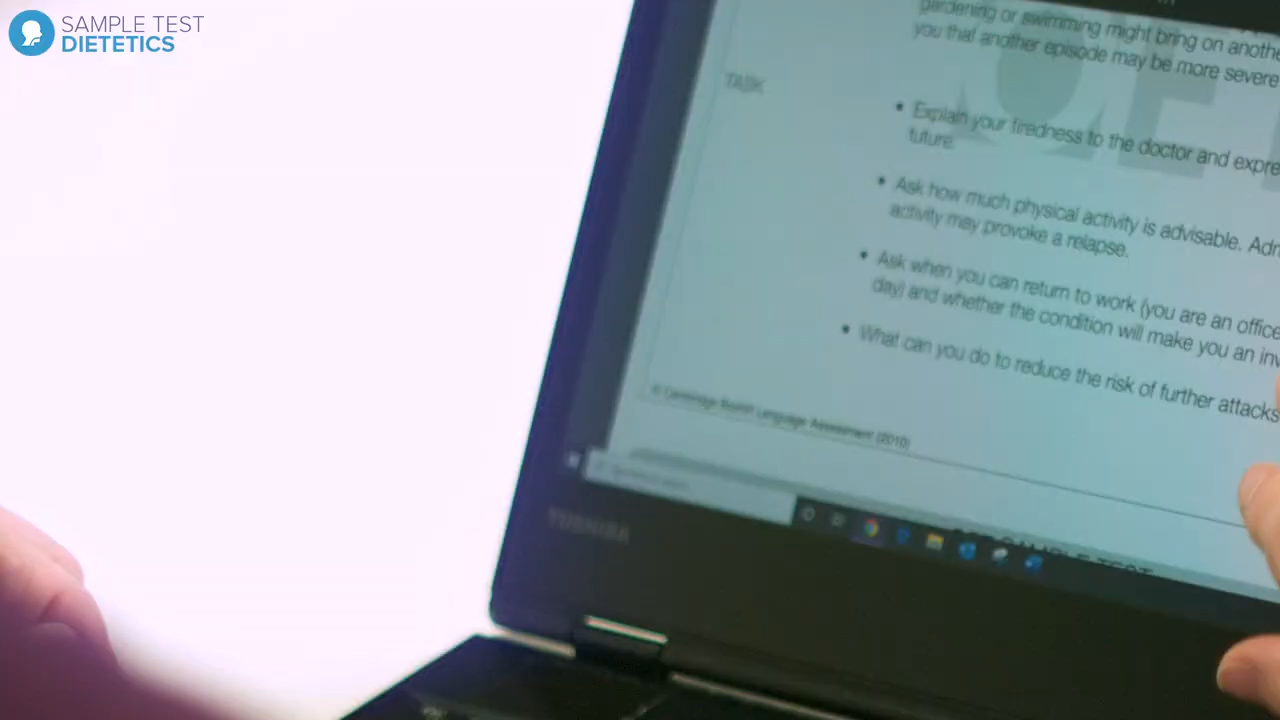 SAMPLE TEST
DIETETICS
gardening or swimming might bring on anothe
you that another episode may be more severe
TASK
• Explain your tiredness to the doctor and expre
future.
• Ask how much physical activity is advisable. Adm
activity may provoke a relapse.
• Ask when you can return to work (you are an office
day) and whether the condition will make you an inv
• What can you do to reduce the risk of further attacks
© Cambridge Boxhill Language Assessment (2010)
TOSHIBA